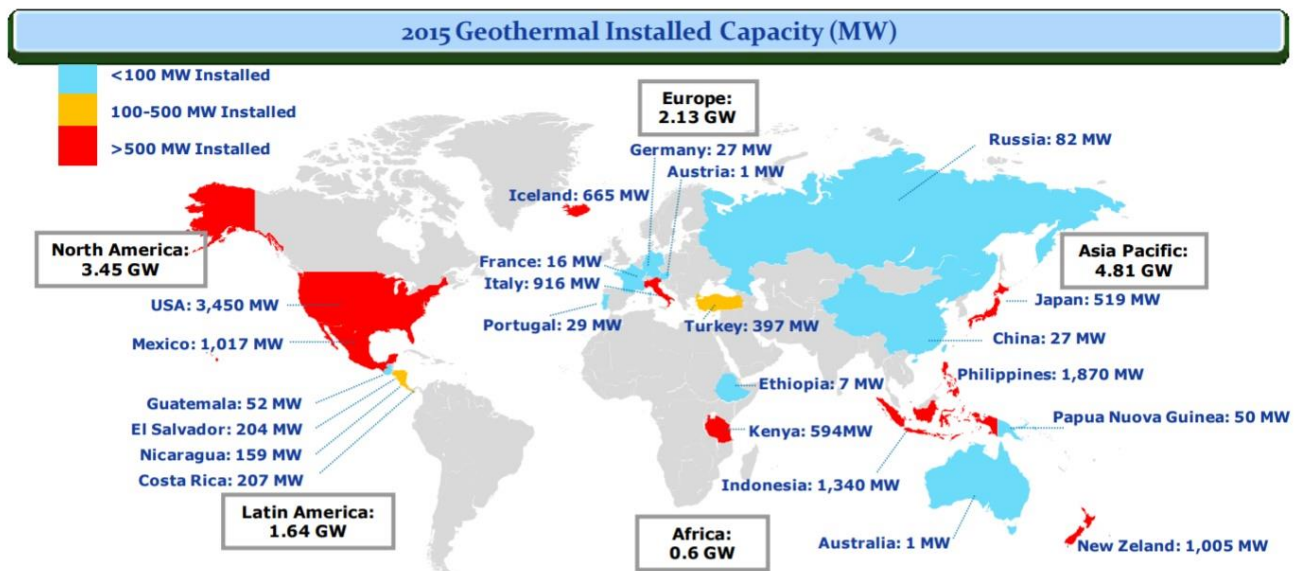 2015 Geothermal Installed Capacity (MW)
<100 MW Installed
100-500 MW Installed
>500 MW Installed
Europe:
2.13 GW
Germany: 27 MW
Austria: 1 MW
Russia: 82 MW
Iceland: 665 MW
North America:
3.45 GW
Asia Pacific:
4.81 GW
France: 16 MW
Italy: 916 MW
Portugal: 29 MW
Turkey: 397 MW
USA: 3,450 MW
Mexico: 1,017 MW
Japan: 519 MW
China: 27 MW
Philippines: 1,870 MW
Ethiopia: 7 MW
Papua Nuova Guinea: 50 MW
Kenya: 594MW
Guatemala: 52 MW
El Salvador: 204 MW
Nicaragua: 159 MW
Costa Rica: 207 MW
Indonesia: 1,340 MW
Latin America:
1.64 GW
Africa:
0.6 GW
Australia: 1 MW
New Zeland: 1,005 MW